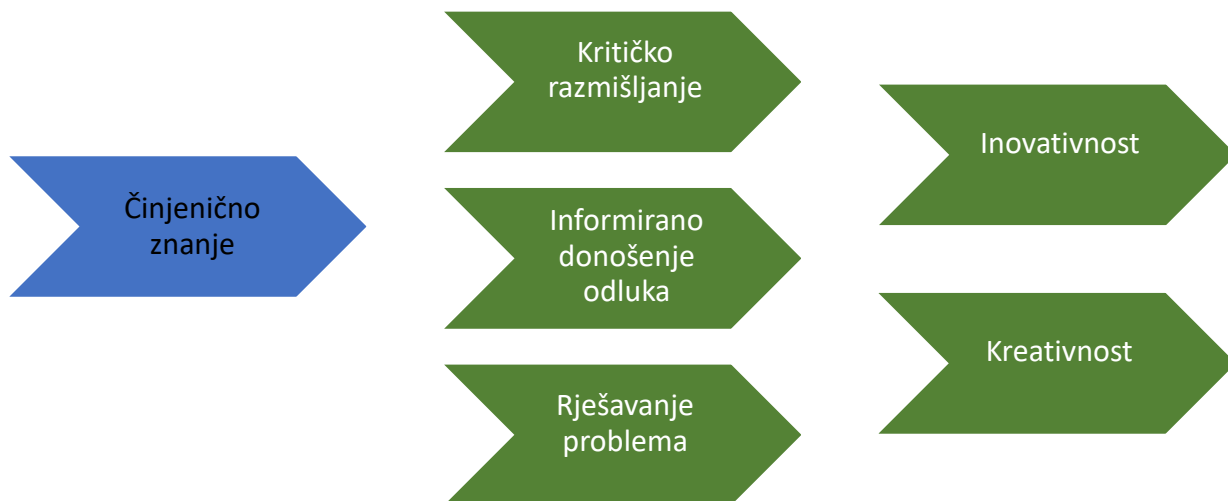 Činjenično
znanje
Kritičko
razmišljanje
Informirano
donošenje
odluka
Rješavanje
problema
Inovativnost
Kreativnost